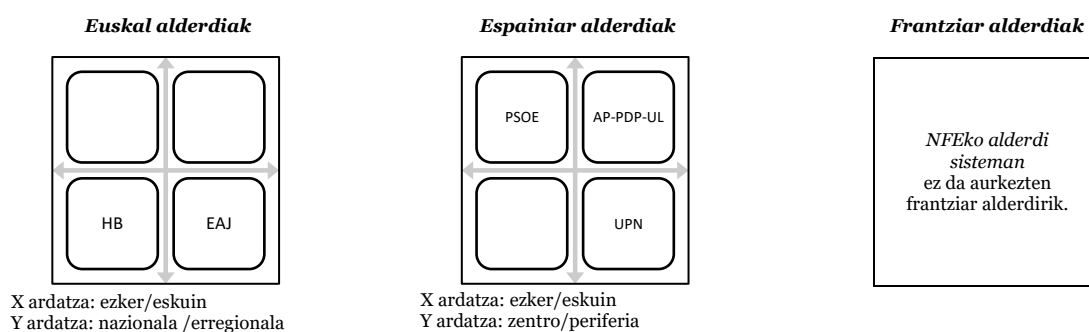 Euskal alderdiak
HB
EAJ
X ardatza: ezker/eskuin
Y ardatza: nazionala /erregionala
Espainiar alderdiak
PSOE
AP-PDP-UL
UPN
X ardatza: ezker/eskuin
Y ardatza: zentro/periferia
Frantziar alderdiak
NFEko alderdi
sisteman
ez da aurkezten
frantziar alderdirik.